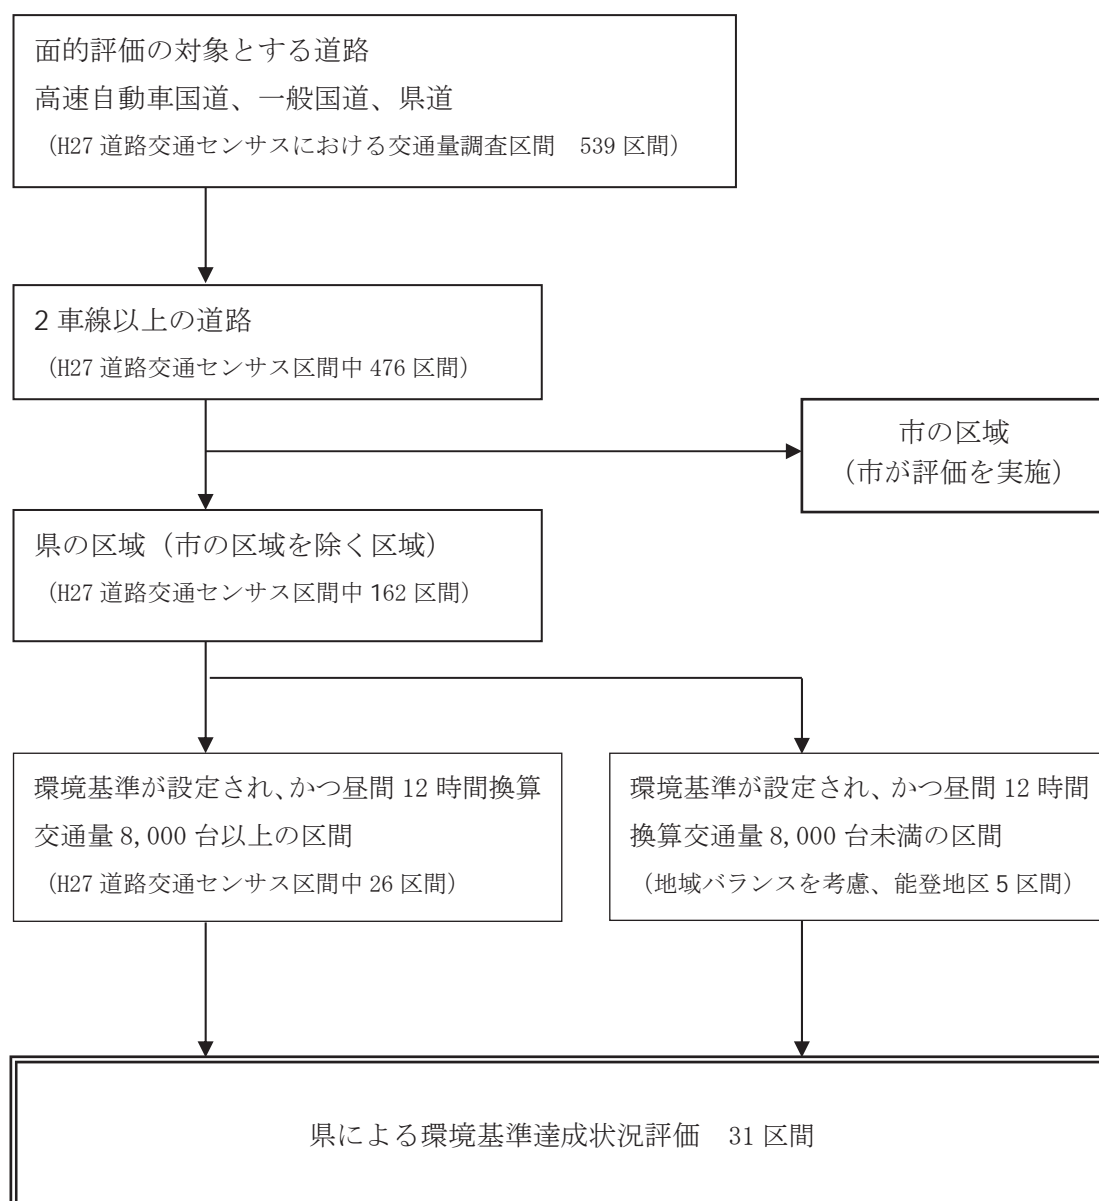 面的評価の対象とする道路
高速自動車国道、一般国道、県道
（H27 道路交通センサスにおける交通量調査区間　539 区間）
2 車線以上の道路
（H27 道路交通センサス区間中 476 区間）
市の区域
（市が評価を実施）
県の区域（市の区域を除く区域）
（H27 道路交通センサス区間中 162 区間）
環境基準が設定され、かつ昼間 12 時間換算
交通量 8,000 台以上の区間
（H27 道路交通センサス区間中 26 区間）
環境基準が設定され、かつ昼間 12 時間
換算交通量 8,000 台未満の区間
（地域バランスを考慮、能登地区 5 区間）
県による環境基準達成状況評価　31 区間